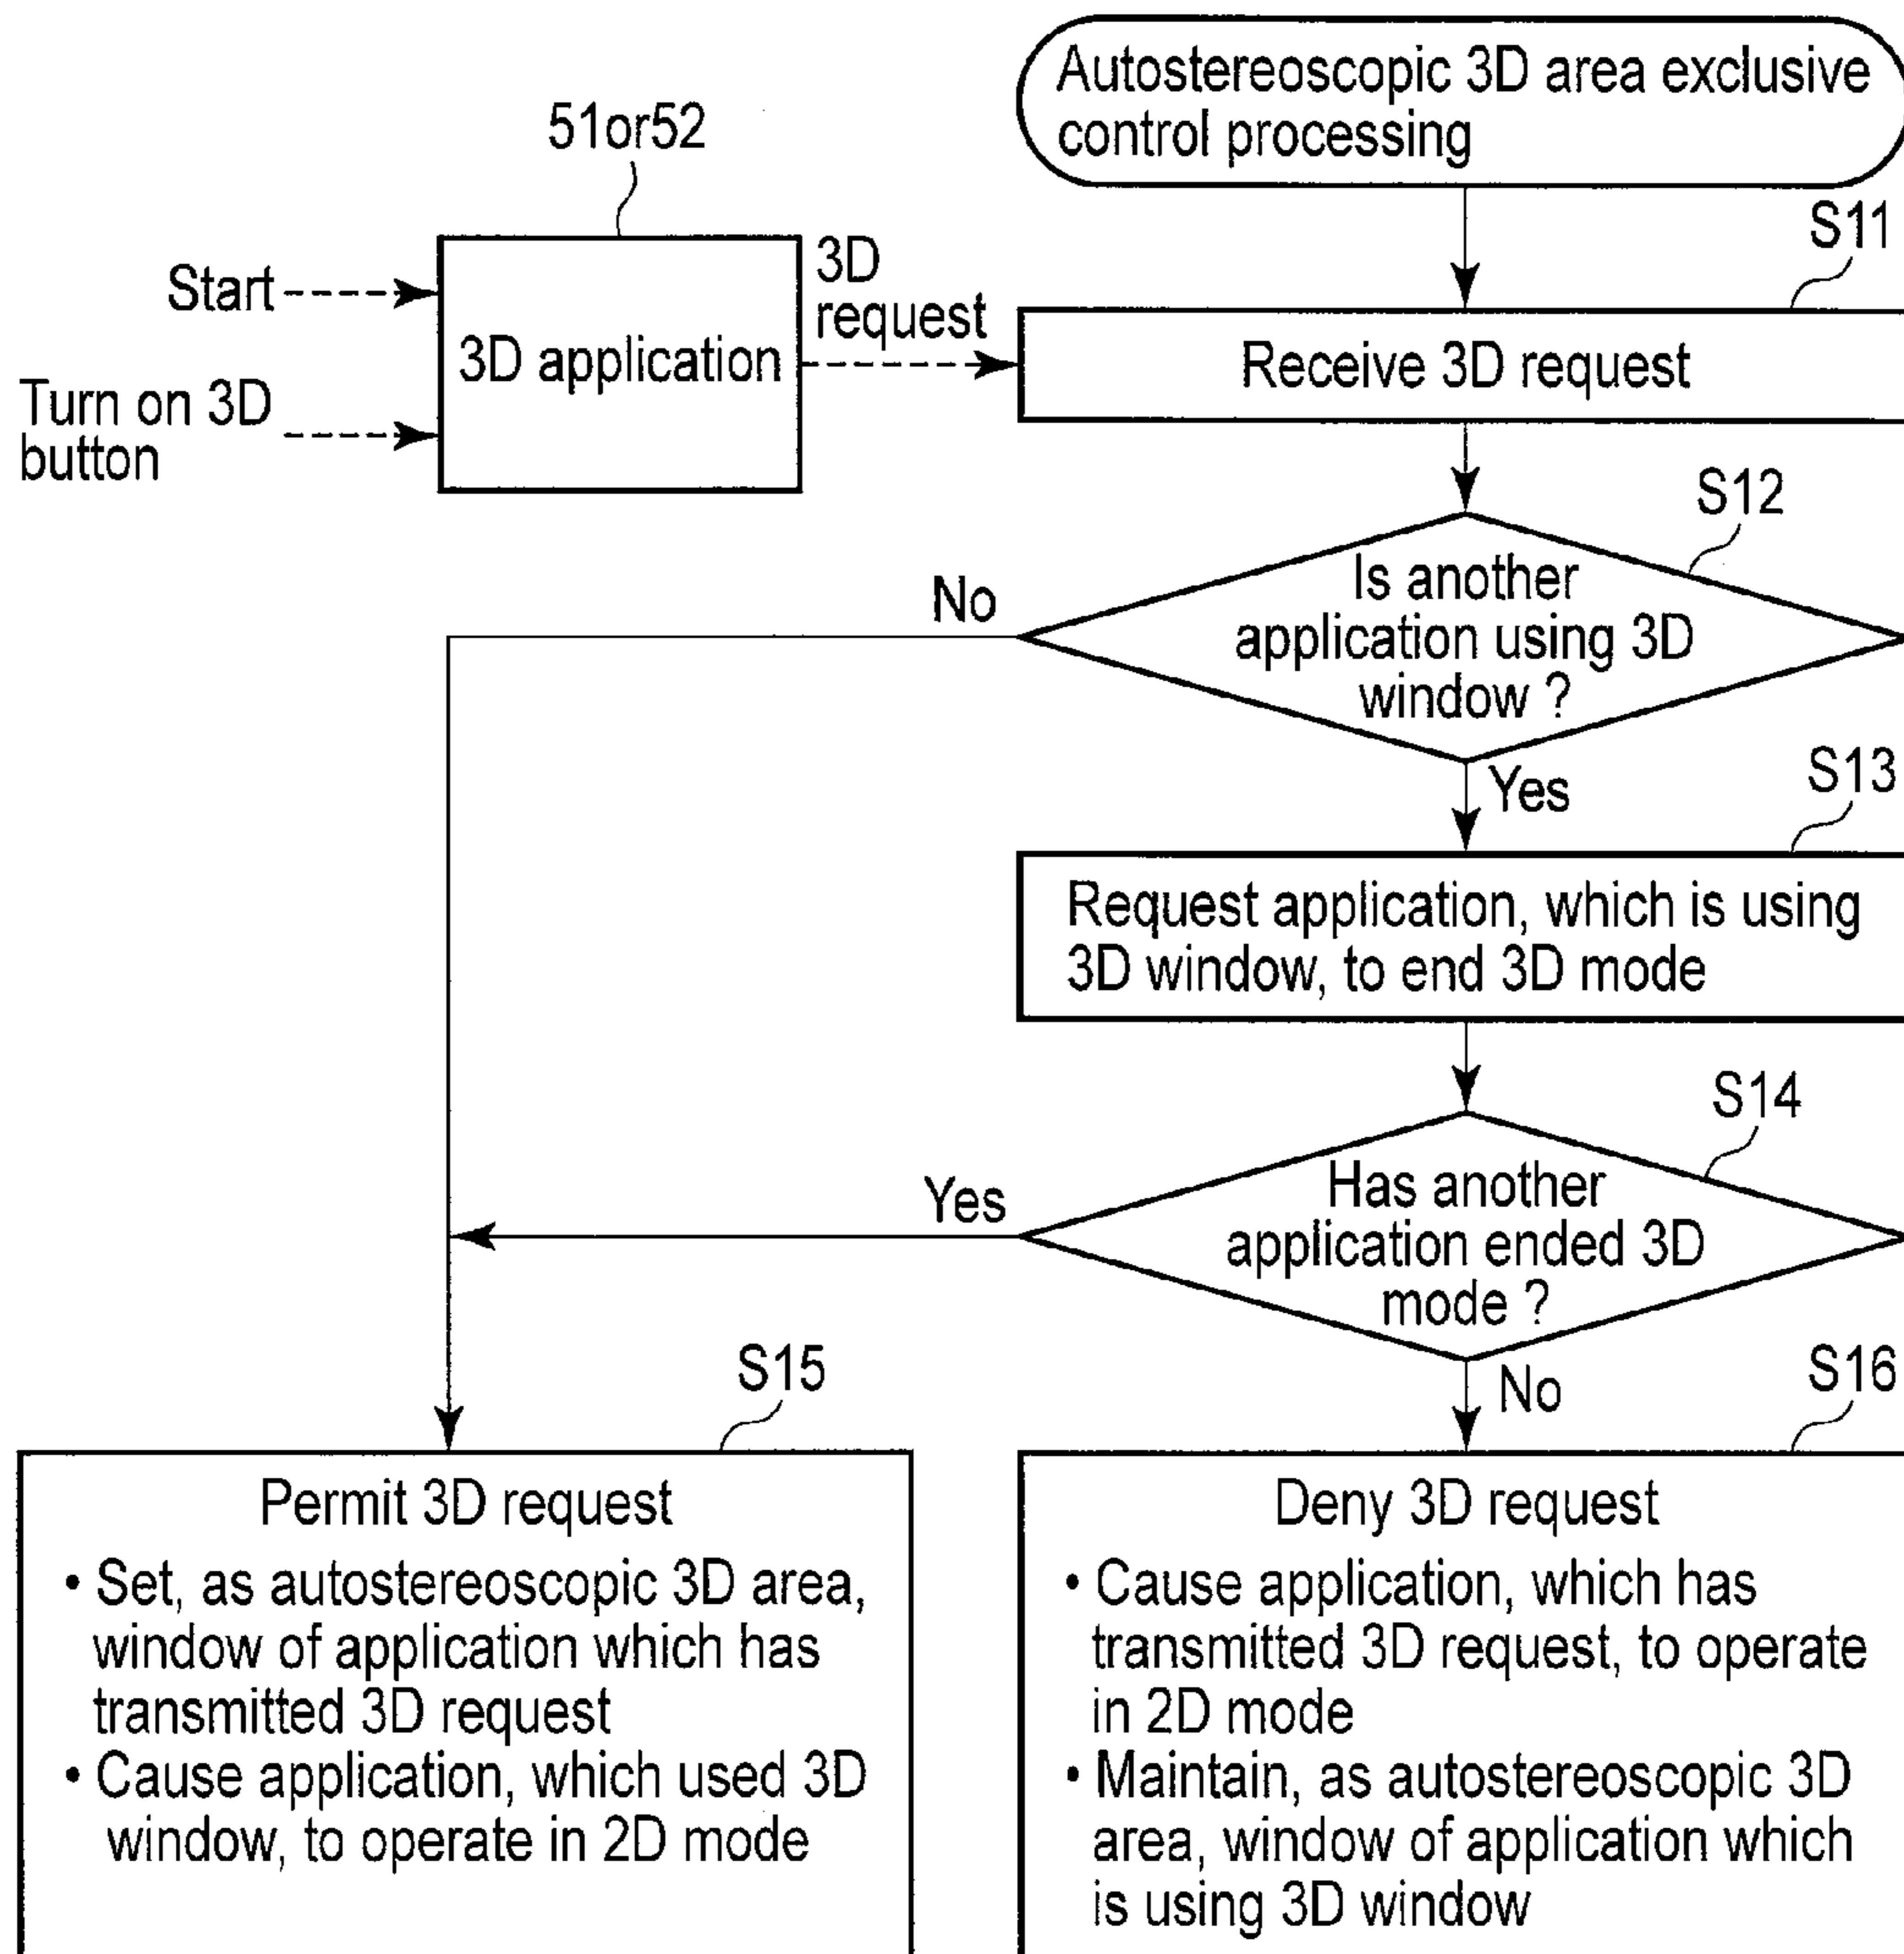 Autostereoscopic 3D area exclusive
control processing
51or52
S11
Start
3D
request
3D application
Receive 3D request
Turn on 3D
button
S12
Is another
application using 3D
window ?
No
Yes
S13
Request application, which is using
3D window, to end 3D mode
S14
Has another
application ended 3D
mode ?
Yes
No
S15
Permit 3D request
• Set, as autostereoscopic 3D area,
window of application which has
transmitted 3D request
• Cause application, which used 3D
window, to operate in 2D mode
S16
Deny 3D request
• Cause application, which has
transmitted 3D request, to operate
in 2D mode
• Maintain, as autostereoscopic 3D
area, window of application which
is using 3D window